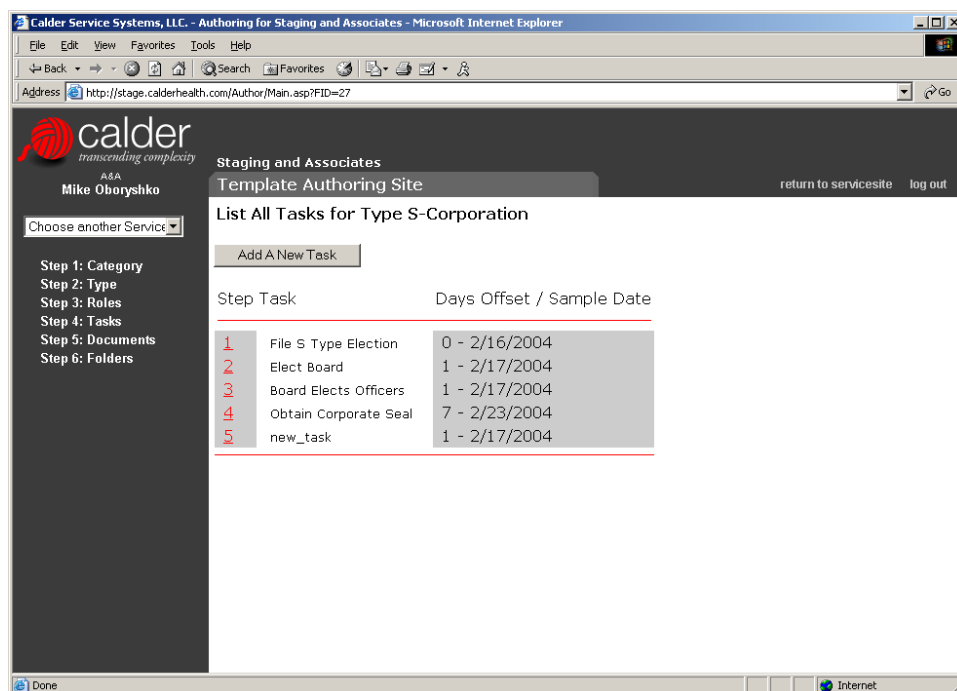 Calder Service Systems, LLC. - Authoring for Staging and Associates - Microsoft Internet Explorer
File Edit View Favorites Tools Help
Back Search Favorites
Address http://stage.calderhealth.com/Author/Main.asp?FID=27 Go
calder
transcending complexity
A&A
Mike Oboryshko
Staging and Associates
Template Authoring Site return to servicesite log out
Choose another Service
Step 1: Category
Step 2: Type
Step 3: Roles
Step 4: Tasks
Step 5: Documents
Step 6: Folders
List All Tasks for Type S-Corporation
Add A New Task
Step Task Days Offset / Sample Date
1 File S Type Election 0 - 2/16/2004
2 Elect Board 1 - 2/17/2004
3 Board Elects Officers 1 - 2/17/2004
4 Obtain Corporate Seal 7 - 2/23/2004
5 new_task 1 - 2/17/2004
Done Internet